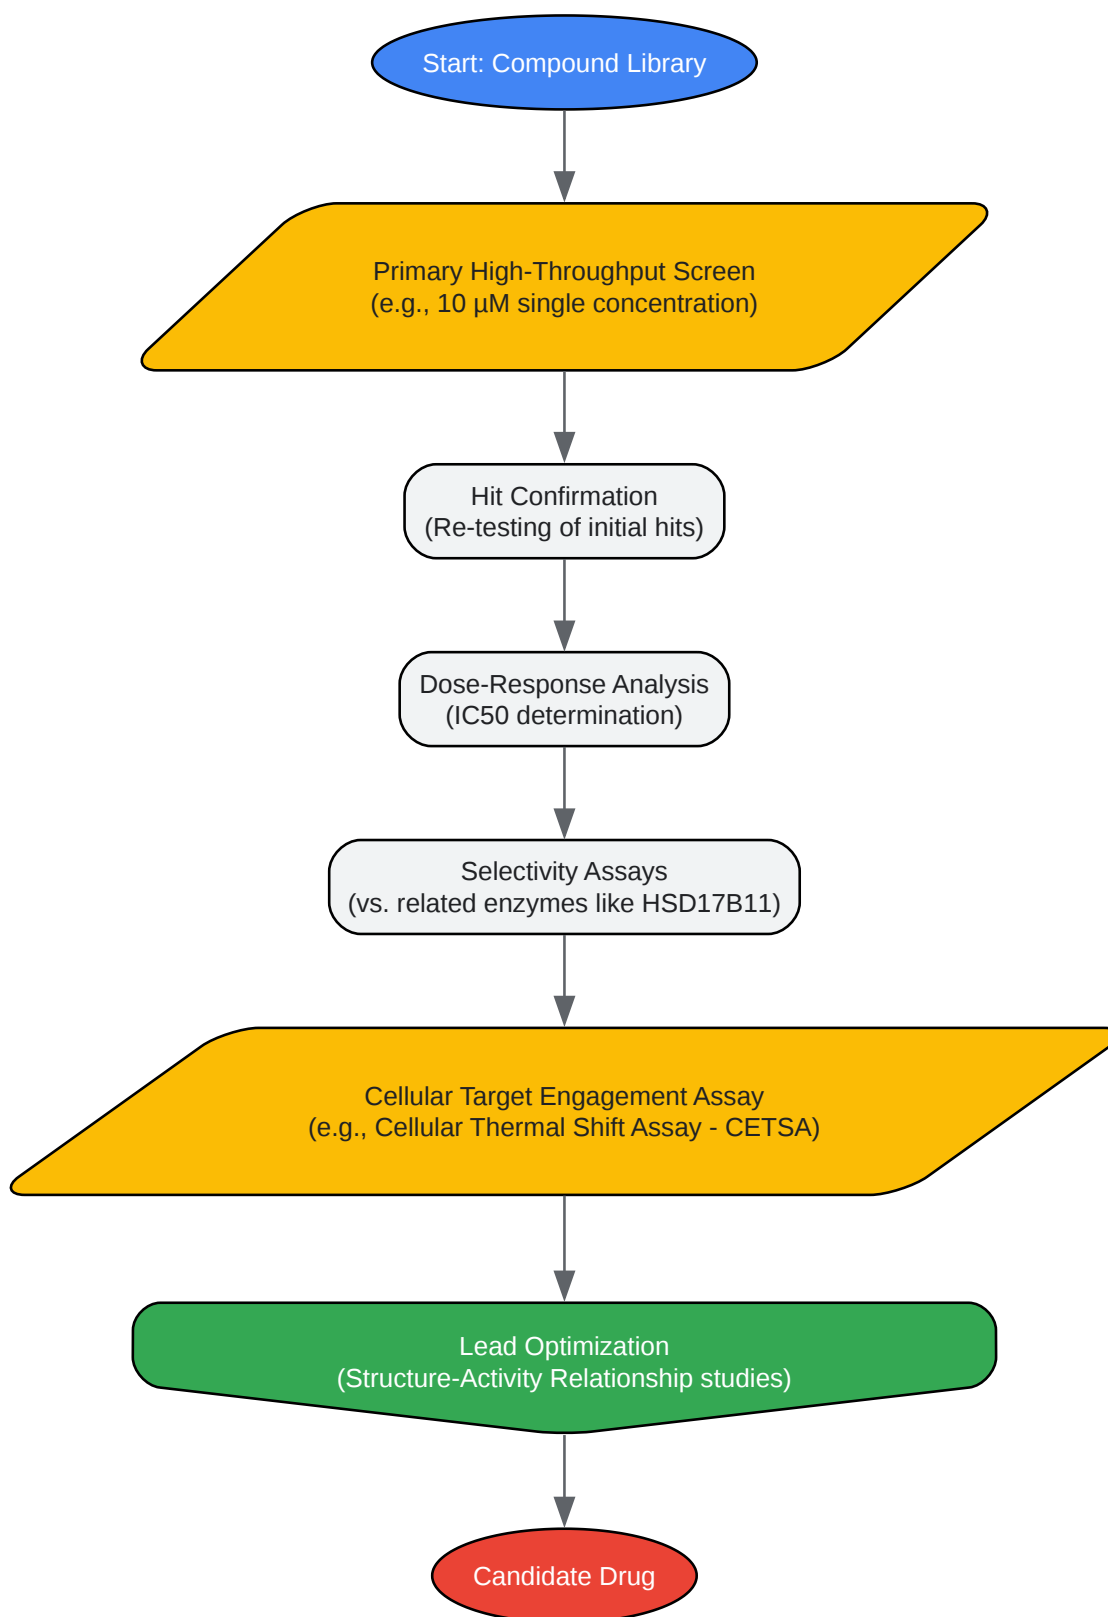 Start: Compound Library
Primary High-Throughput Screen
(e.g., 10 µM single concentration)
Hit Confirmation
(Re-testing of initial hits)
Dose-Response Analysis
(IC50 determination)
Selectivity Assays
(vs. related enzymes like HSD17B11)
Cellular Target Engagement Assay
(e.g., Cellular Thermal Shift Assay - CETSA)
Lead Optimization
(Structure-Activity Relationship studies)
Candidate Drug